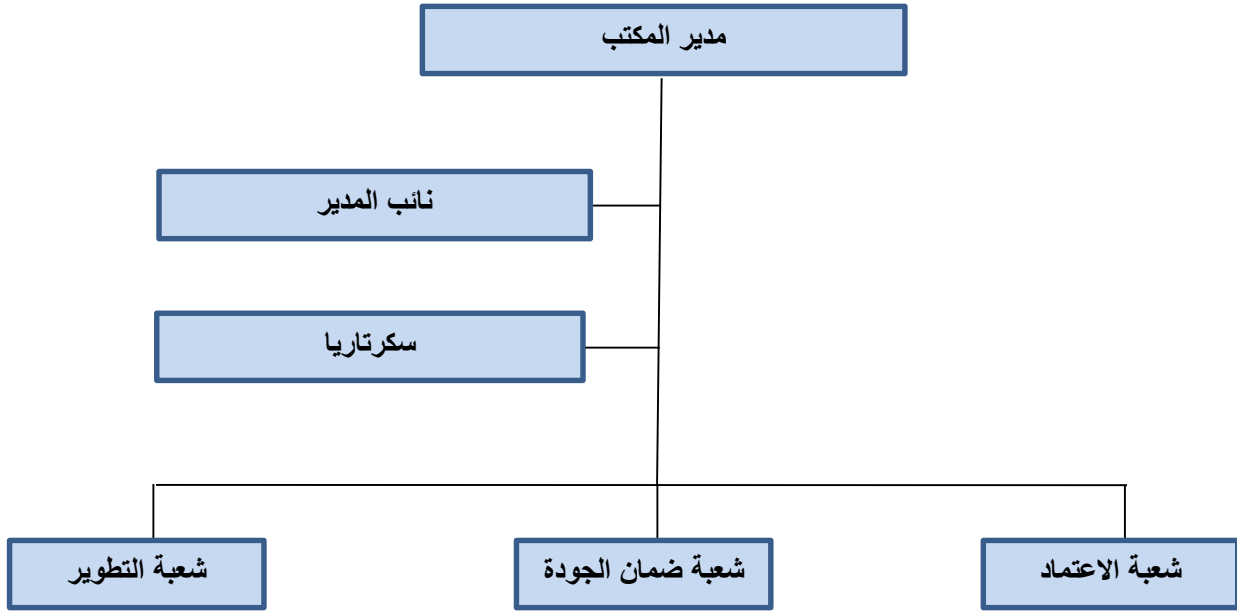 مدير المكتب
نائب المدير
سكرتاريا
شعبة الاعتماد
شعبة ضمان الجودة
شعبة التطوير